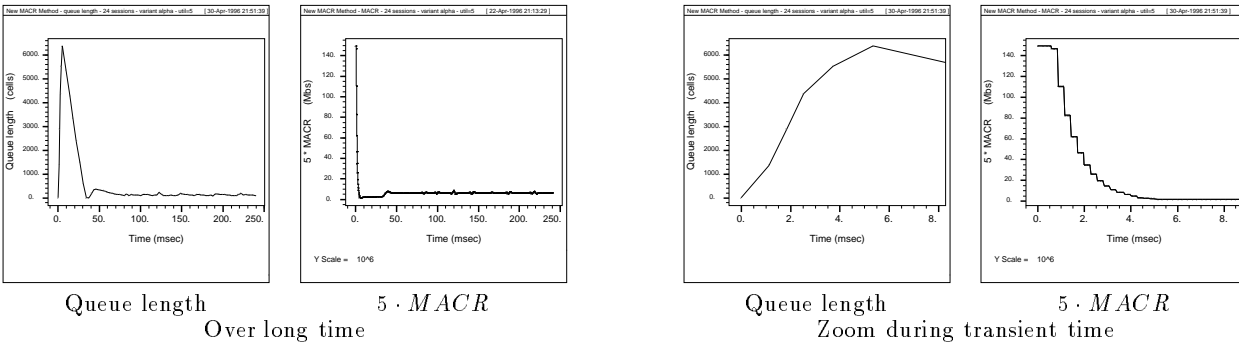 New MACR Method - queue length - 24 sessions - variant alpha - util=5 [ 30-Apr-1996 21:51:39 ]
6000.
5000.
4000.
3000.
2000.
1000.
0.
Queue length (cells)
0. 50. 100. 150. 200. 250.
Time (msec)
Queue length
New MACR Method - MACR - 24 sessions - variant alpha - util=5 [ 22-Apr-1996 21:13:29 ]
140.
120.
100.
80.
60.
40.
20.
0.
5 * MACR (Mbs)
0. 50. 100. 150. 200. 250.
Time (msec)
Y Scale = 10^6
5 · MACR
Over long time
New MACR Method - queue length - 24 sessions - variant alpha - util=5 [ 30-Apr-1996 21:51:39 ]
6000.
5000.
4000.
3000.
2000.
1000.
0.
Queue length (cells)
0. 2. 4. 6. 8.
Time (msec)
Queue length
New MACR Method - MACR - 24 sessions - variant alpha - util=5 [ 30-Apr-1996 21:51:39 ]
140.
120.
100.
80.
60.
40.
20.
0.
5 * MACR (Mbs)
0. 2. 4. 6. 8.
Time (msec)
Y Scale = 10^6
5 · MACR
Zoom during transient time